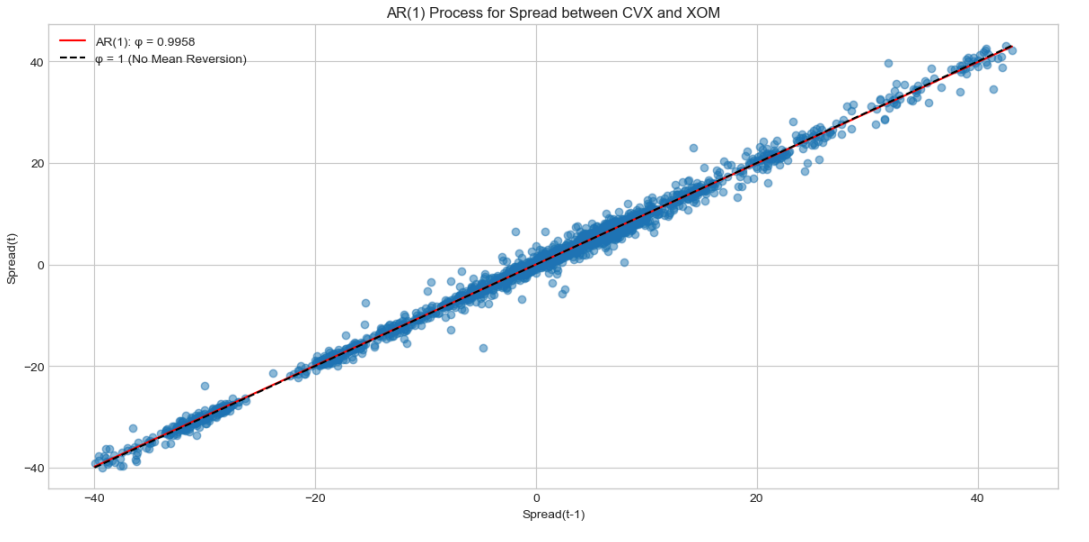 AR(1) Process for Spread between CVX and XOM
AR(1): φ = 0.9958
φ = 1 (No Mean Reversion)
40
20
0
−20
−40
Spread(t)
−40
−20
0
20
40
Spread(t-1)